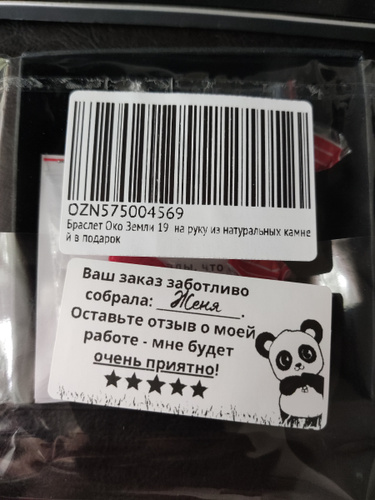 OZN575004569
Браслет Око Земли 19 на руку из натуральных камне
й в подарок
Ваш заказ заботливо
собрала: Женя.
Оставьте отзыв о моей
работе - мне будет
очень приятно!